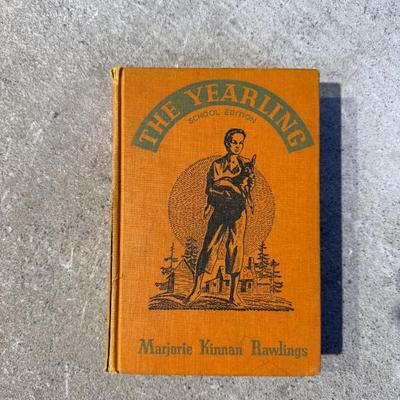 THE YEARLING
SCHOOL EDITION
Marjorie Kinnan Rawlings